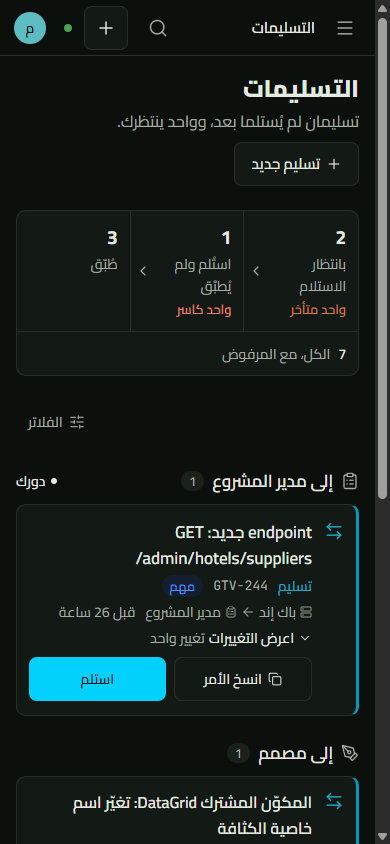 التسليمات
م
التسليمات
تسليمان لم يُستلما بعد، وواحد ينتظرك.
تسليم جديد
2
بانتظار
الاستلام
واحد متأخر
1
استُلم ولم
يُطبَّق
واحد كاسر
3
طُبّق
7 الكل، مع المرفوض
الفلاتر
إلى مدير المشروع 1
دورك
endpoint جديد: GET
/admin/hotels/suppliers
تسليم GTV-244 مهم
باك إند ← مدير المشروع قبل 26 ساعة
اعرض التغييرات تغيير واحد
انسخ الأمر
استلم
إلى مصمم 1
المكوّن المشترك DataGrid: تغيّر اسم
خاصية الكثافة